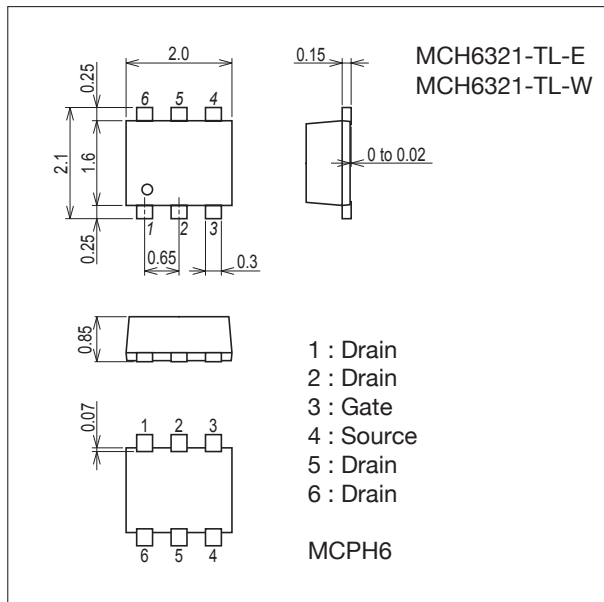 0.25
2.0
0.15
MCH6321-TL-E
MCH6321-TL-W
6 5 4
2.1
1.6
0 to 0.02
1 2 3
0.25
0.65
0.3
0.85
1 : Drain
2 : Drain
3 : Gate
4 : Source
5 : Drain
6 : Drain
0.07
1 2 3
6 5 4
MCPH6